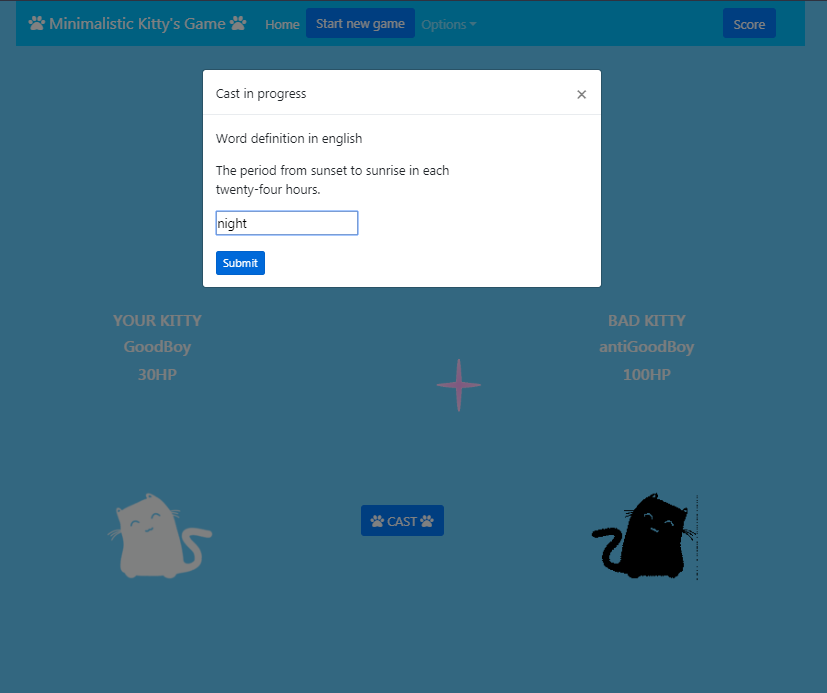 Minimalistic Kitty's Game Home Start new game Options Score
Cast in progress ×
Word definition in english
The period from sunset to sunrise in each
twenty-four hours.
night
Submit
YOUR KITTY
GoodBoy
30HP
BAD KITTY
antiGoodBoy
100HP
CAST